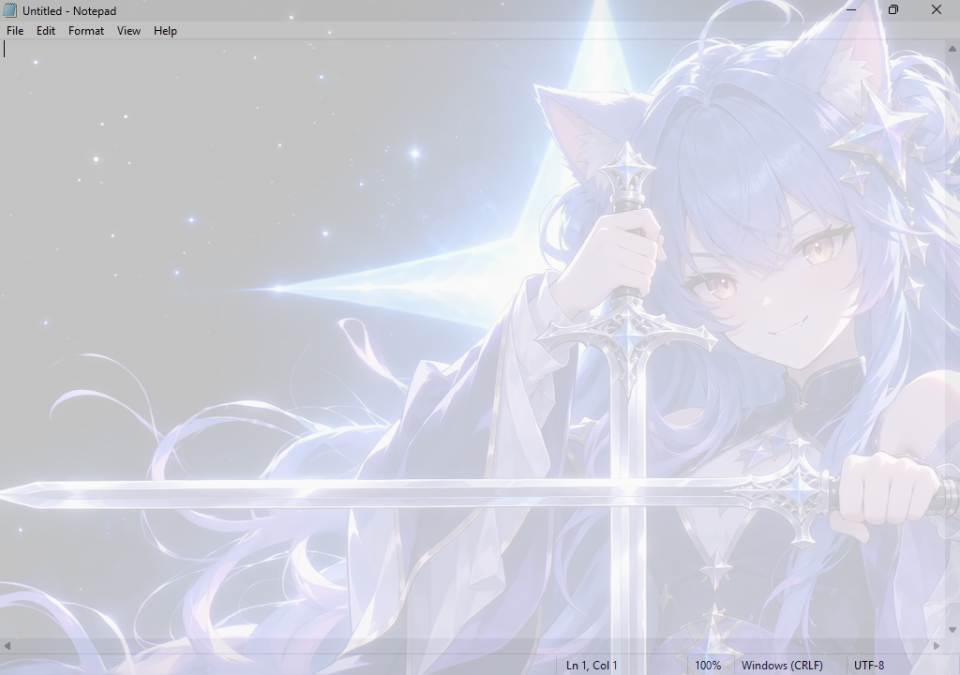 Untitled - Notepad
File Edit Format View Help
Ln 1, Col 1 100% Windows (CRLF) UTF-8